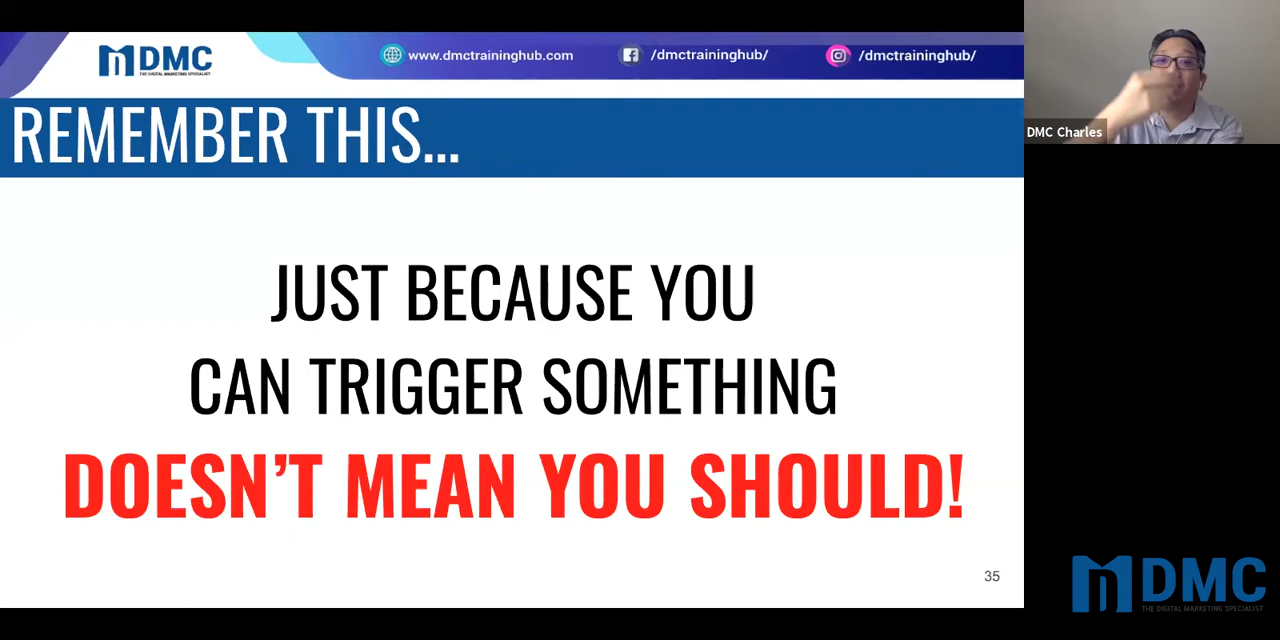 DMC
THE DIGITAL MARKETING SPECIALIST
www.dmctraininghub.com
/dmctraininghub/
/dmctraininghub/
REMEMBER THIS...
DMC Charles
JUST BECAUSE YOU
CAN TRIGGER SOMETHING
DOESN'T MEAN YOU SHOULD!
35
DMC
THE DIGITAL MARKETING SPECIALIST